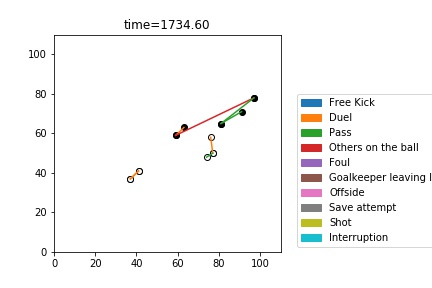 time=1734.60
100
80
60
40
20
0
0 20 40 60 80 100
Free Kick
Duel
Pass
Others on the ball
Foul
Goalkeeper leaving l
Offside
Save attempt
Shot
Interruption